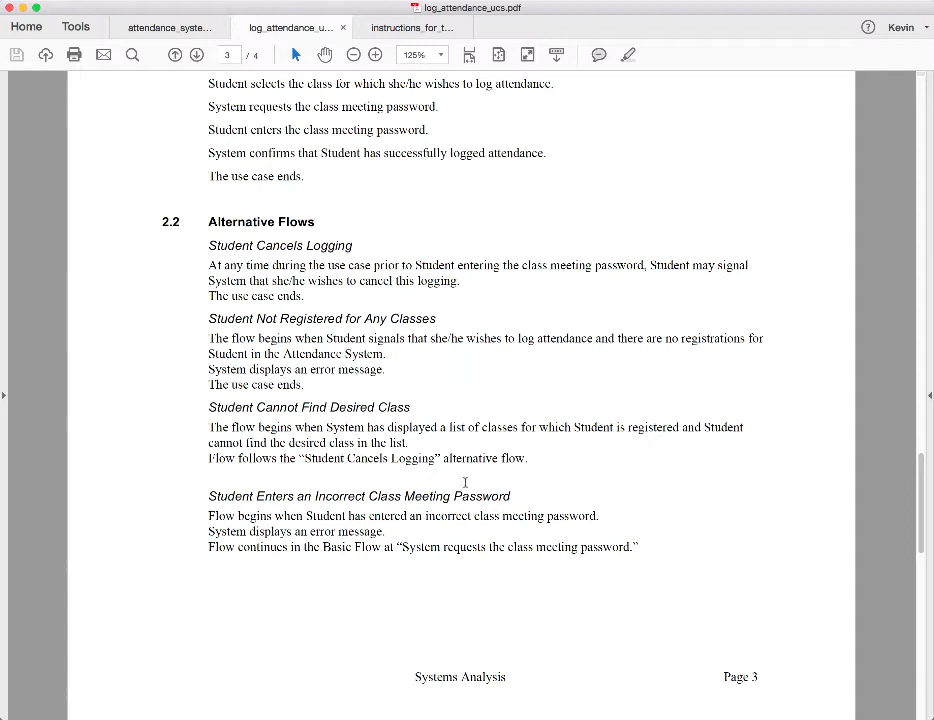 log_attendance_ucs.pdf
Home Tools attendance_syste... log_attendance_u... × instructions_for_t... ? Kevin
3 / 4 125%
Student selects the class for which she/he wishes to log attendance.
System requests the class meeting password.
Student enters the class meeting password.
System confirms that Student has successfully logged attendance.
The use case ends.
2.2 Alternative Flows
Student Cancels Logging
At any time during the use case prior to Student entering the class meeting password, Student may signal
System that she/he wishes to cancel this logging.
The use case ends.
Student Not Registered for Any Classes
The flow begins when Student signals that she/he wishes to log attendance and there are no registrations for
Student in the Attendance System.
System displays an error message.
The use case ends.
Student Cannot Find Desired Class
The flow begins when System has displayed a list of classes for which Student is registered and Student
cannot find the desired class in the list.
Flow follows the “Student Cancels Logging” alternative flow.
Student Enters an Incorrect Class Meeting Password
Flow begins when Student has entered an incorrect class meeting password.
System displays an error message.
Flow continues in the Basic Flow at “System requests the class meeting password.”
Systems Analysis Page 3